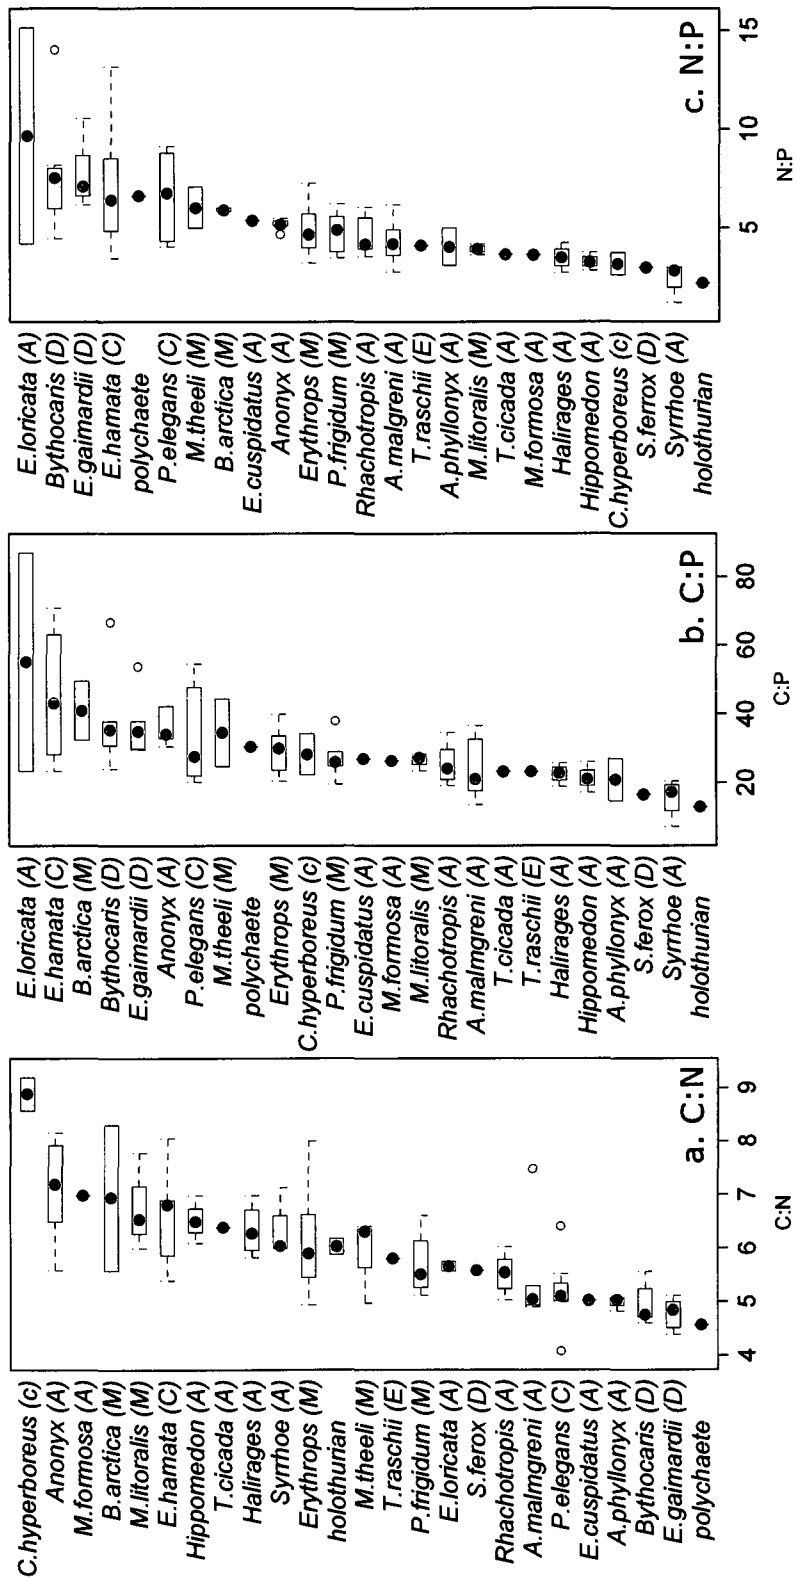 C.hyperboreus (c)
Anonyx (A)
M.formosa (A)
B.arctica (M)
M.litoralis (M)
E.hamata (C)
Hippomedon (A)
T.cicada (A)
Halirages (A)
Syrrhoe (A)
Erythrops (M)
holothurian
M.theeli (M)
T.raschii (E)
P.frigidum (M)
E.loricata (A)
S.ferox (D)
Rhachotropis (A)
A.malmgreni (A)
P.elegans (C)
E.cuspidatus (A)
A.phyllonyx (A)
Bythocaris (D)
E.gaimardii (D)
polychaete
a. C:N
4 5 6 7 8 9
C:N
E.loricata (A)
E.hamata (C)
B.arctica (M)
Bythocaris (D)
E.gaimardii (D)
Anonyx (A)
P.elegans (C)
M.theeli (M)
polychaete
Erythrops (M)
C.hyperboreus (c)
P.frigidum (M)
E.cuspidatus (A)
M.formosa (A)
M.litoralis (M)
Rhachotropis (A)
A.malmgreni (A)
T.cicada (A)
T.raschii (E)
Halirages (A)
Hippomedon (A)
A.phyllonyx (A)
S.ferox (D)
Syrrhoe (A)
holothurian
b. C:P
20 40 60 80
C:P
E.loricata (A)
Bythocaris (D)
E.gaimardii (D)
E.hamata (C)
polychaete
P.elegans (C)
M.theeli (M)
B.arctica (M)
E.cuspidatus (A)
Anonyx (A)
Erythrops (M)
P.frigidum (M)
Rhachotropis (A)
A.malgreni (A)
T.raschii (E)
A.phyllonyx (A)
M.litoralis (M)
T.cicada (A)
M.formosa (A)
Halirages (A)
Hippomedon (A)
C.hyperboreus (c)
S.ferrox (D)
Syrrhoe (A)
holothurian
c. N:P
5 10 15
N:P